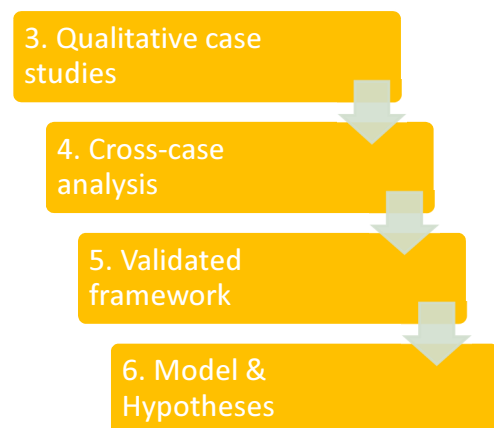 3. Qualitative case
studies
4. Cross-case
analysis
5. Validated
framework
6. Model &
Hypotheses